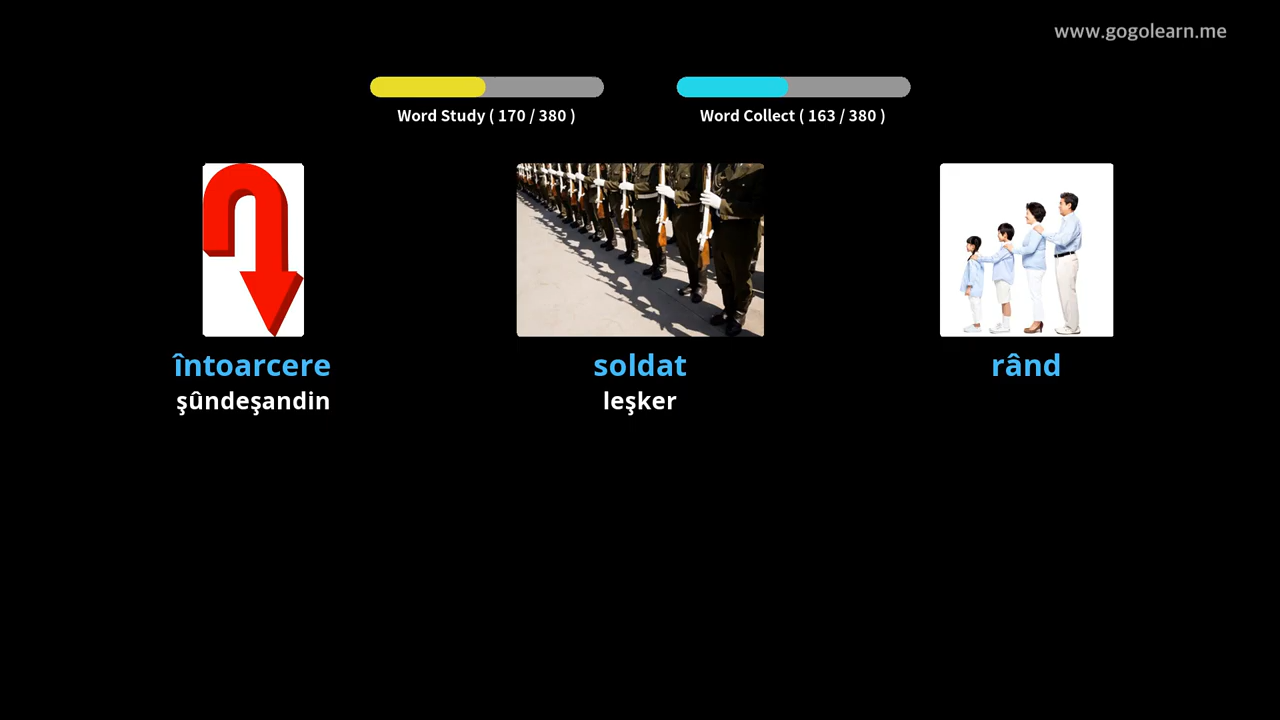 www.gogolearn.me
Word Study ( 170 / 380 )
Word Collect ( 163 / 380 )
întoarcere
şûndeşandin
soldat
leşker
rând